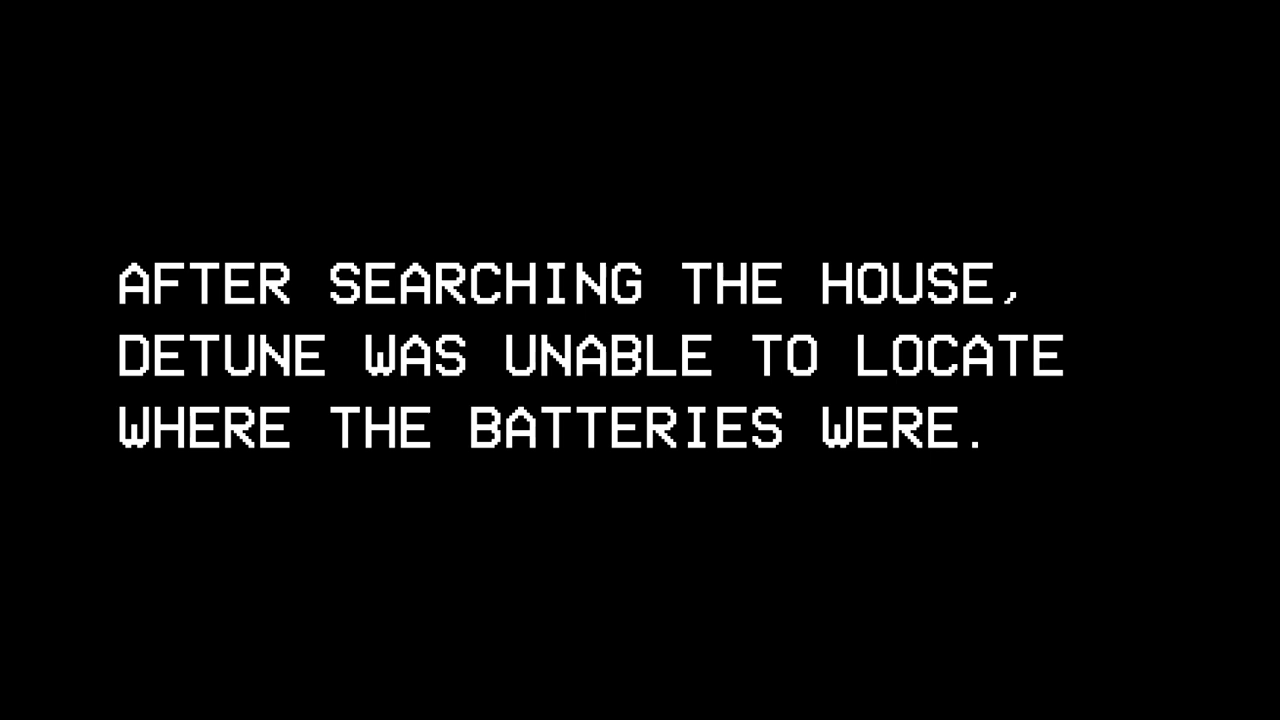 AFTER SEARCHING THE HOUSE,
DETUNE WAS UNABLE TO LOCATE
WHERE THE BATTERIES WERE.